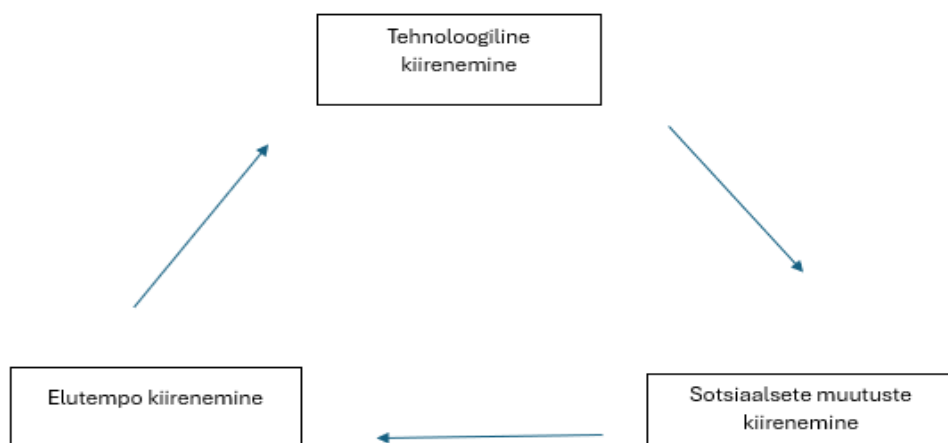 Tehnoloogiline
kiirenemine
Elutempo kiirenemine
Sotsiaalsete muutuste
kiirenemine